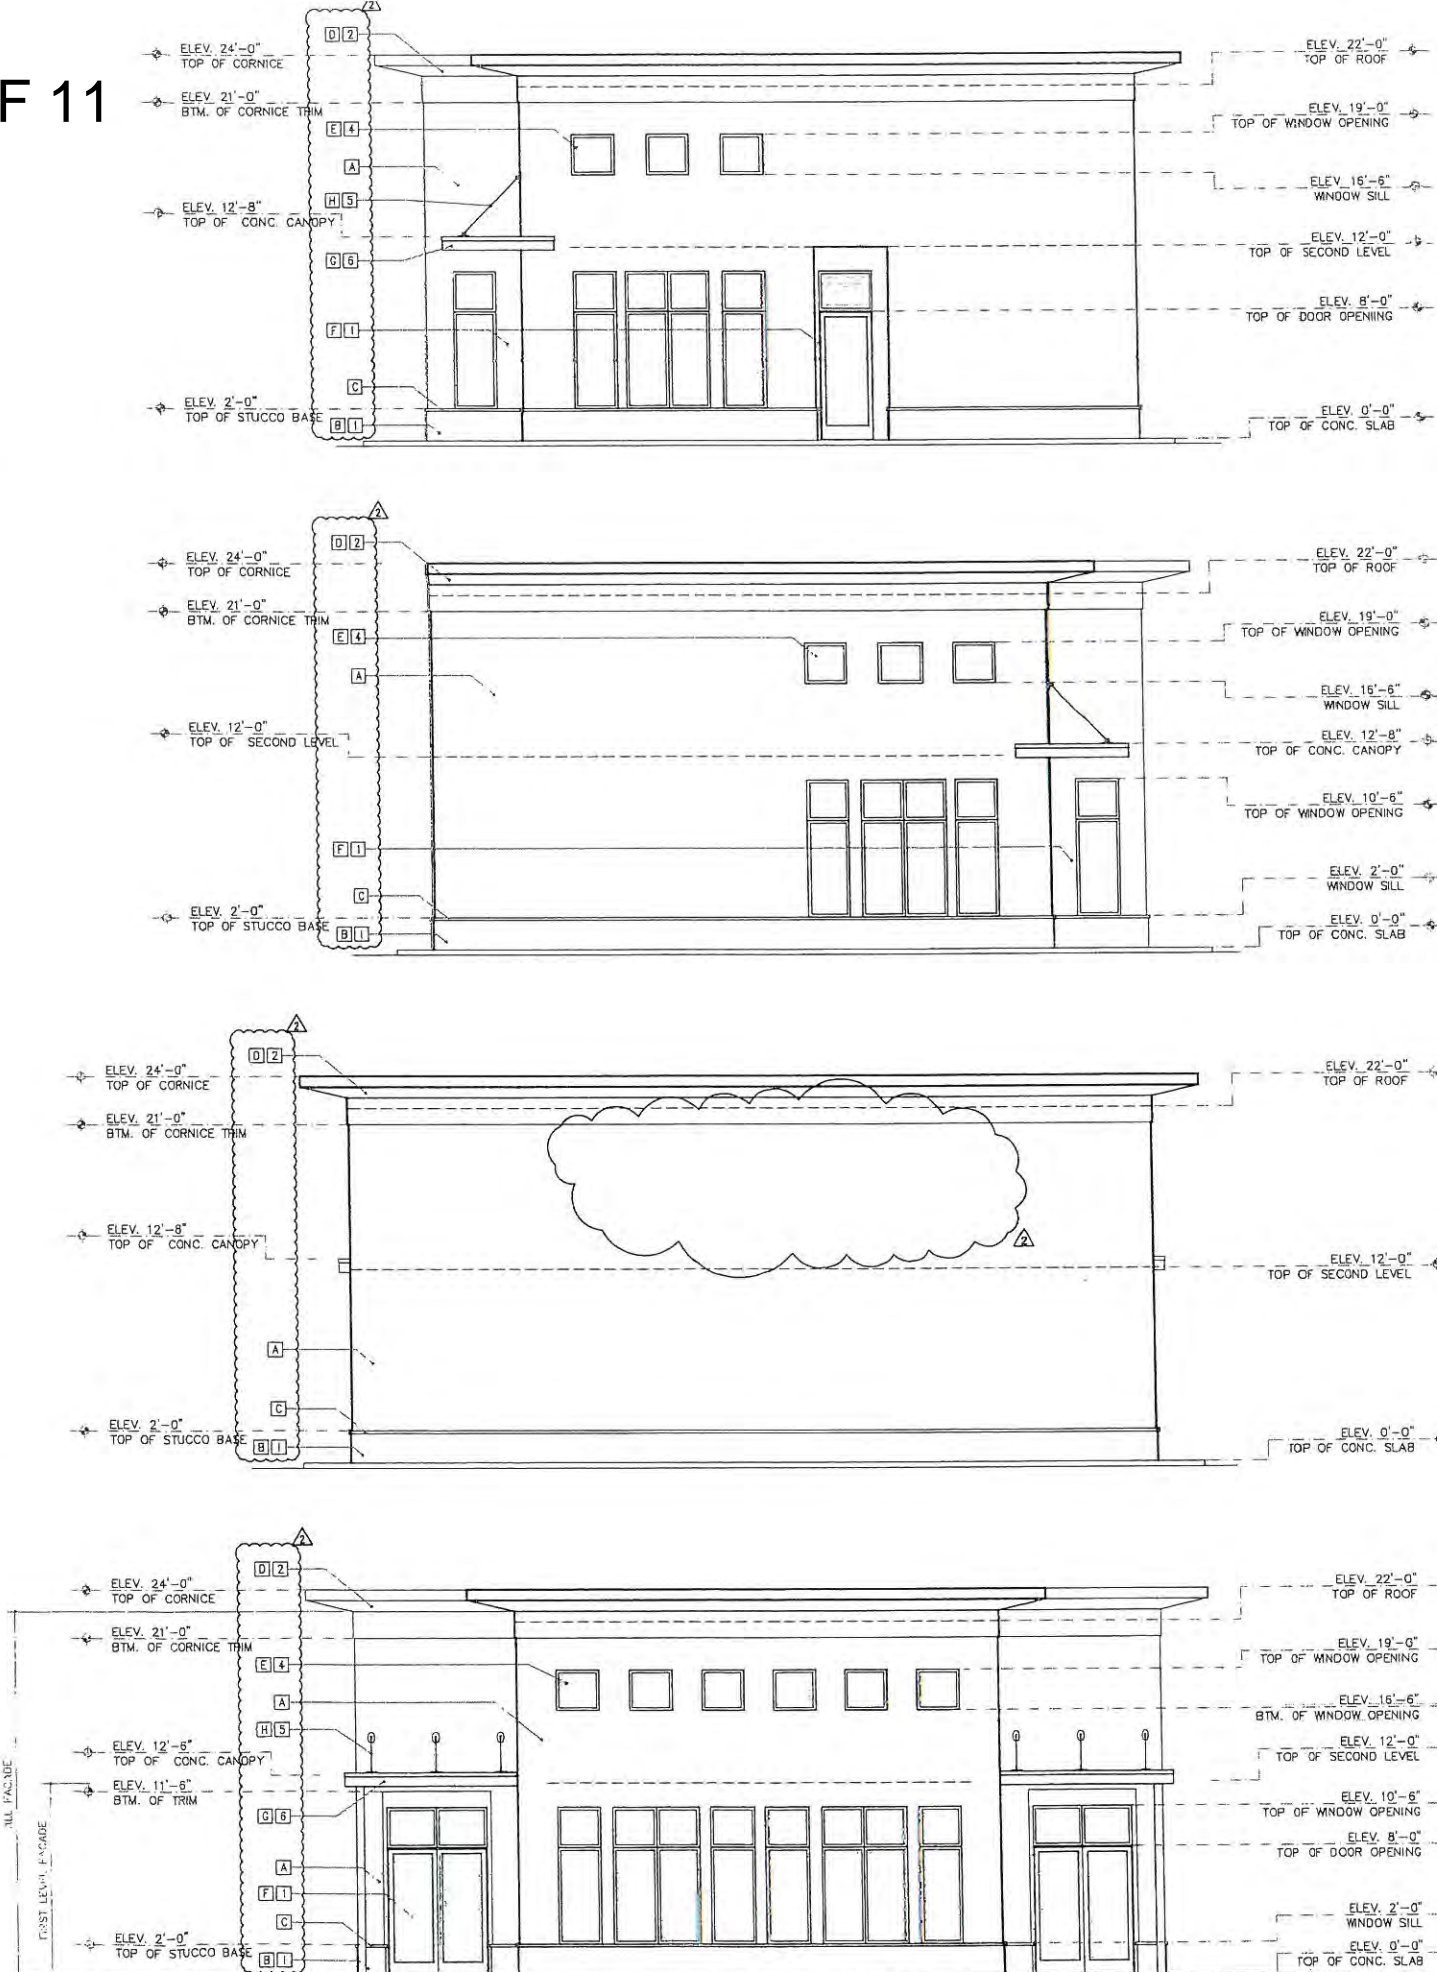 2
D 2
ELEV. 24'-0"
TOP OF CORNICE
ELEV. 22'-0"
TOP OF ROOF
F 11
ELEV. 21'-0"
BTM. OF CORNICE TRIM
ELEV. 19'-0"
TOP OF WINDOW OPENING
E 4
A
ELEV. 16'-6"
WINDOW SILL
H 5
ELEV. 12'-8"
TOP OF CONC. CANOPY
ELEV. 12'-0"
TOP OF SECOND LEVEL
G 6
ELEV. 8'-0"
TOP OF DOOR OPENING
F 1
C
ELEV. 2'-0"
TOP OF STUCCO BASE
B 1
ELEV. 0'-0"
TOP OF CONC. SLAB
2
D 2
ELEV. 24'-0"
TOP OF CORNICE
ELEV. 22'-0"
TOP OF ROOF
ELEV. 21'-0"
BTM. OF CORNICE TRIM
ELEV. 19'-0"
TOP OF WINDOW OPENING
E 4
A
ELEV. 16'-6"
WINDOW SILL
ELEV. 12'-0"
TOP OF SECOND LEVEL
ELEV. 12'-8"
TOP OF CONC. CANOPY
ELEV. 10'-6"
TOP OF WINDOW OPENING
F 1
ELEV. 2'-0"
WINDOW SILL
C
ELEV. 2'-0"
TOP OF STUCCO BASE
B 1
ELEV. 0'-0"
TOP OF CONC. SLAB
2
D 2
ELEV. 24'-0"
TOP OF CORNICE
ELEV. 22'-0"
TOP OF ROOF
ELEV. 21'-0"
BTM. OF CORNICE TRIM
ELEV. 12'-8"
TOP OF CONC. CANOPY
2
ELEV. 12'-0"
TOP OF SECOND LEVEL
A
C
ELEV. 2'-0"
TOP OF STUCCO BASE
B 1
ELEV. 0'-0"
TOP OF CONC. SLAB
2
D 2
ELEV. 24'-0"
TOP OF CORNICE
ELEV. 22'-0"
TOP OF ROOF
ELEV. 21'-0"
BTM. OF CORNICE TRIM
ELEV. 19'-0"
TOP OF WINDOW OPENING
E 4
A
ELEV. 16'-6"
BTM. OF WINDOW OPENING
H 5
ELEV. 12'-6"
TOP OF CONC. CANOPY
ELEV. 12'-0"
TOP OF SECOND LEVEL
ELEV. 11'-6"
BTM. OF TRIM
G 6
ELEV. 10'-6"
TOP OF WINDOW OPENING
ELEV. 8'-0"
TOP OF DOOR OPENING
A
F 1
C
ELEV. 2'-0"
WINDOW SILL
ELEV. 2'-0"
TOP OF STUCCO BASE
B 1
ELEV. 0'-0"
TOP OF CONC. SLAB
FACADE
FIRST LEVEL FACADE